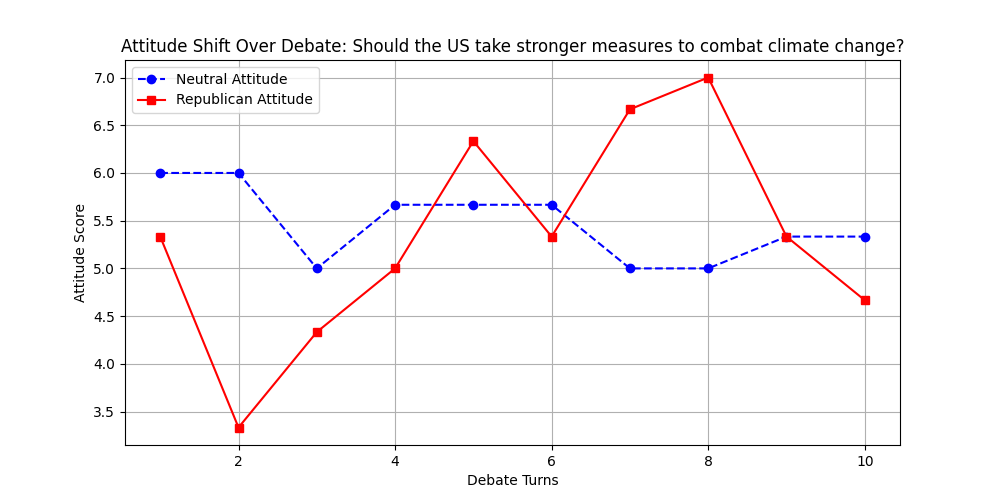 Attitude Shift Over Debate: Should the US take stronger measures to combat climate change?
Neutral Attitude
Republican Attitude
7.0
6.5
6.0
5.5
5.0
4.5
4.0
3.5
Attitude Score
2 4 6 8 10
Debate Turns